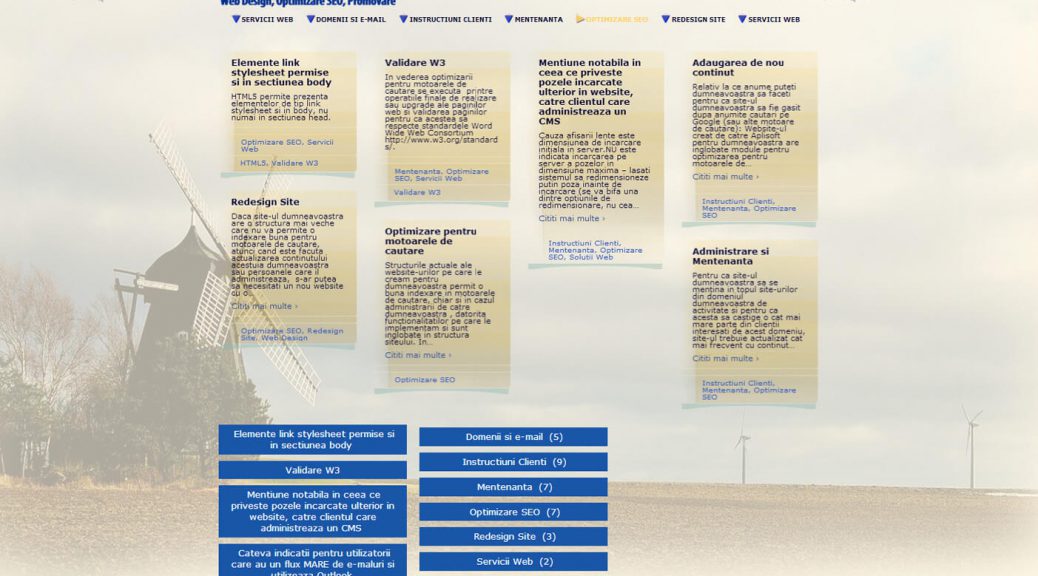 Web Design, Optimizare SEO, Promovare
SERVICII WEB
DOMENII SI E-MAIL
INSTRUCTIUNI CLIENTI
MENTENANTA
OPTIMIZARE SEO
REDESIGN SITE
SERVICII WEB
Elemente link
stylesheet permise
si in sectiunea body
HTML5 permite prezenta
elementelor de tip link
stylesheet si in body, nu
numai in sectiunea head.
Optimizare SEO, Servicii
Web
HTML5, Validare W3
Redesign Site
Daca site-ul dumneavoastra
are o structura mai veche
care nu va permite o
indexare buna pentru
motoarele de cautare,
atunci cand este facuta
actualizarea continutului
acestuia dumneavoastra
sau persoanele care il
administreaza, s-ar putea
sa necesitati un nou website
cu o...
Cititi mai multe ›
Optimizare SEO, Redesign
Site, Web Design
Validare W3
In vederea optimizarii
pentru motoarele de
cautare se executa printre
operatiile finale de realizare
sau upgrade ale paginilor
web si validarea paginilor
pentru ca acestea sa
respecte standardele Word
Wide Web Consortium
http://www.w3.org/standard
s/.
Mentenanta, Optimizare
SEO, Servicii Web
Validare W3
Optimizare pentru
motoarele de
cautare
Structurile actuale ale
website-urilor pe care le
cream pentru
dumneavoastra permit o
buna indexare in motoarele
de cautare, chiar si in cazul
administrarii de catre
dumneavoastra , datorita
functionalitatilor pe care le
implementam si sunt
inglobate in structura
siteului. In...
Cititi mai multe ›
Optimizare SEO
Mentiune notabila in
ceea ce priveste
pozele incarcate
ulterior in website,
catre clientul care
administreaza un
CMS
Cauza afisarii lente este
dimensiunea de incarcare
initiala in server.NU este
indicata incarcarea pe
server a pozelor in
dimensiune maxima – lasati
sistemul sa redimensioneze
putin poza inainte de
incarcare (se va bifa una
dintre optiunile de
redimensionare, nu cea...
Cititi mai multe ›
Instructiuni Clienti,
Mentenanta, Optimizare
SEO, Solutii Web
Adaugarea de nou
continut
Relativ la ce anume puteti
dumneavoastra sa faceti
pentru ca site-ul
dumneavoastra sa fie gasit
dupa anumite cautari pe
Google (sau alte motoare
de cautare): Website-ul
creat de catre Aplisoft
pentru dumneavoastra are
inglobate module pentru
optimizarea pentru
motoarele de...
Cititi mai multe ›
Instructiuni Clienti,
Mentenanta, Optimizare
SEO
Administrare si
Mentenanta
Pentru ca site-ul
dumneavoastra sa se
mentina in topul site-urilor
din domeniul
dumneavoastra de
activitate si pentru ca
acesta sa castige o cat mai
mare parte din clientii
interesati de acest domeniu,
site-ul trebuie actualizat cat
mai frecvent cu continut...
Cititi mai multe ›
Instructiuni Clienti,
Mentenanta, Optimizare
SEO
Elemente link stylesheet permise si
in sectiunea body
Validare W3
Mentiune notabila in ceea ce
priveste pozele incarcate ulterior in
website, catre clientul care
administreaza un CMS
Cateva indicatii pentru utilizatorii
care au un flux MARE de e-maluri si
utilizeaza Outlook
Domenii si e-mail (5)
Instructiuni Clienti (9)
Mentenanta (7)
Optimizare SEO (7)
Redesign Site (3)
Servicii Web (2)